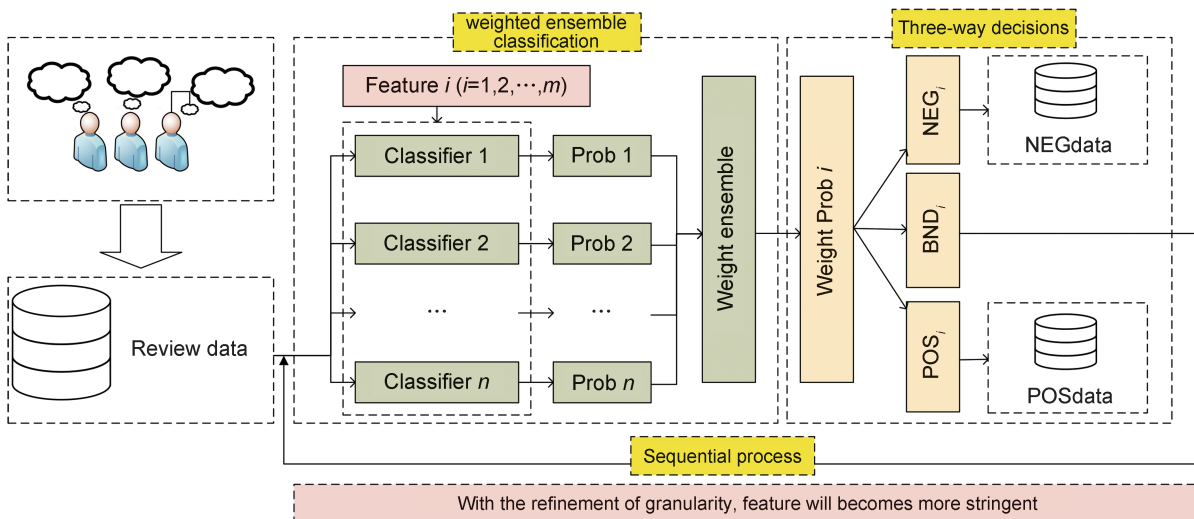 weighted ensemble
classification
Three-way decisions
Feature i (i=1,2,⋯,m)
Classifier 1
Prob 1
Classifier 2
Prob 2
⋯
⋯
Classifier n
Prob n
Weight ensemble
Weight Prob i
NEGi
BNDi
POSi
NEGdata
POSdata
Review data
Sequential process
With the refinement of granularity, feature will becomes more stringent